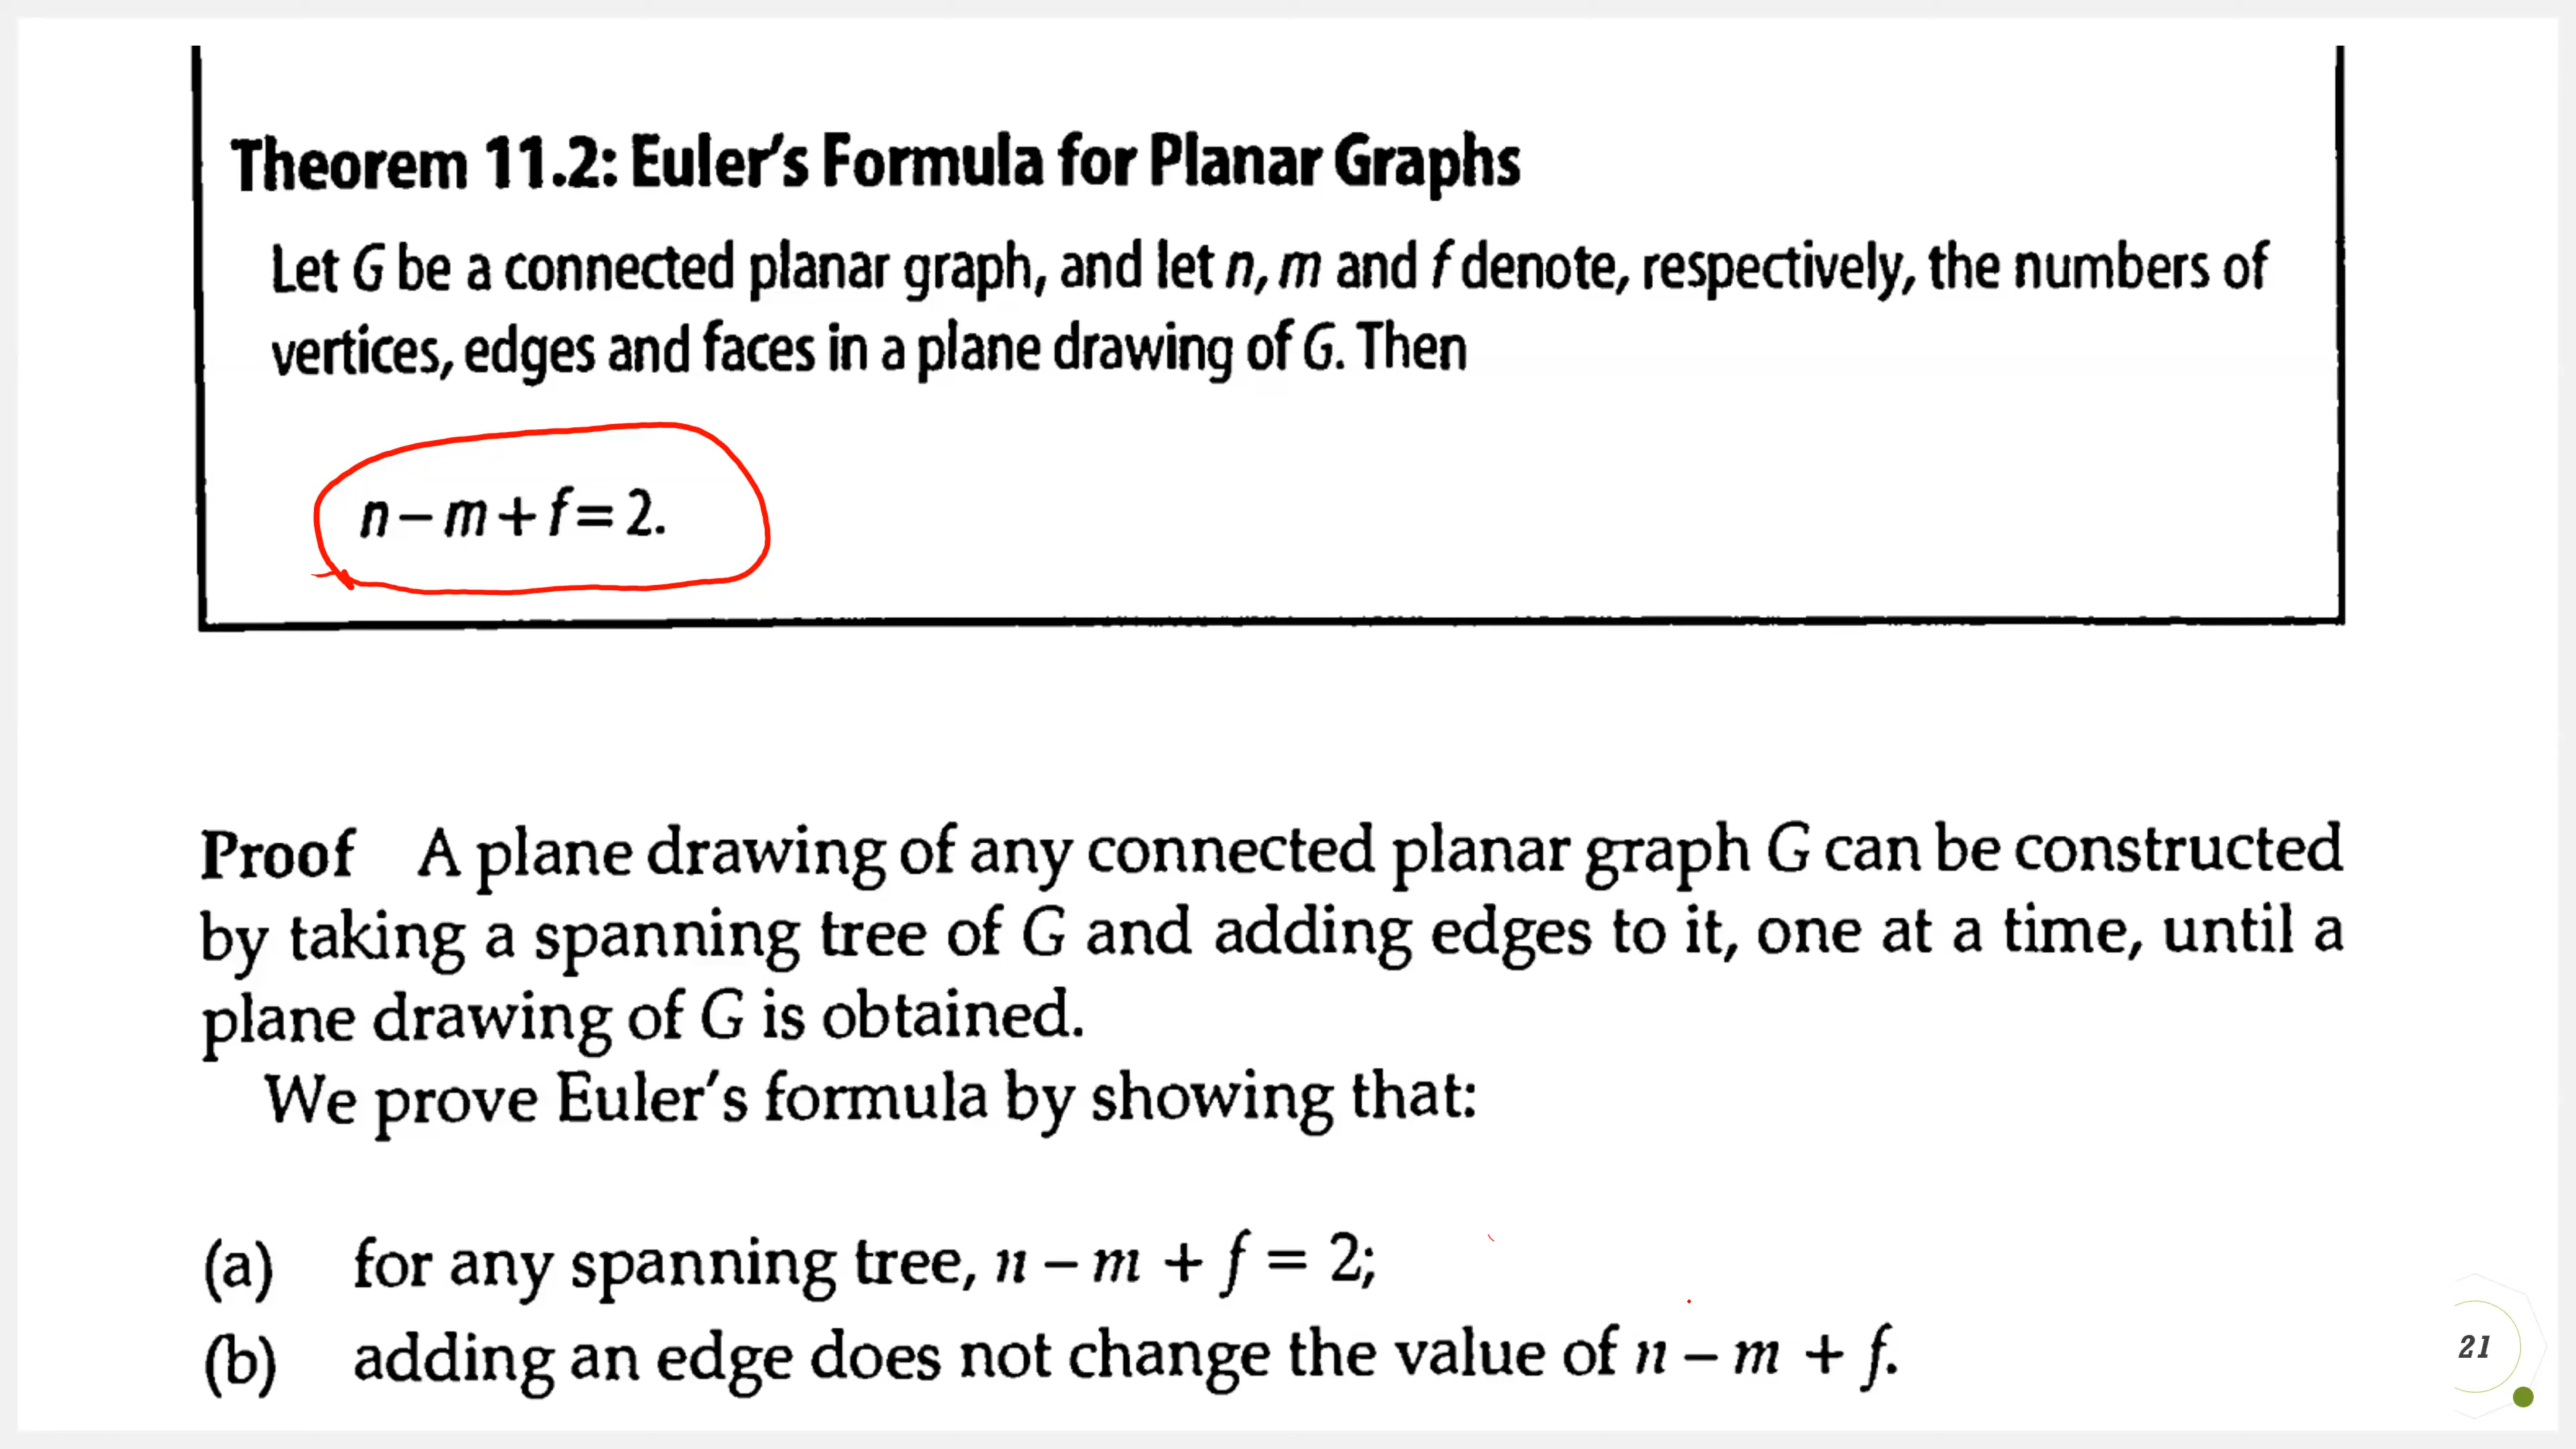 Theorem 11.2: Euler's Formula for Planar Graphs
Let G be a connected planar graph, and let n, m and f denote, respectively, the numbers of
vertices, edges and faces in a plane drawing of G. Then
n – m + f = 2.
Proof A plane drawing of any connected planar graph G can be constructed
by taking a spanning tree of G and adding edges to it, one at a time, until a
plane drawing of G is obtained.
We prove Euler's formula by showing that:
(a) for any spanning tree, n – m + f = 2;
(b) adding an edge does not change the value of n – m + f.
21